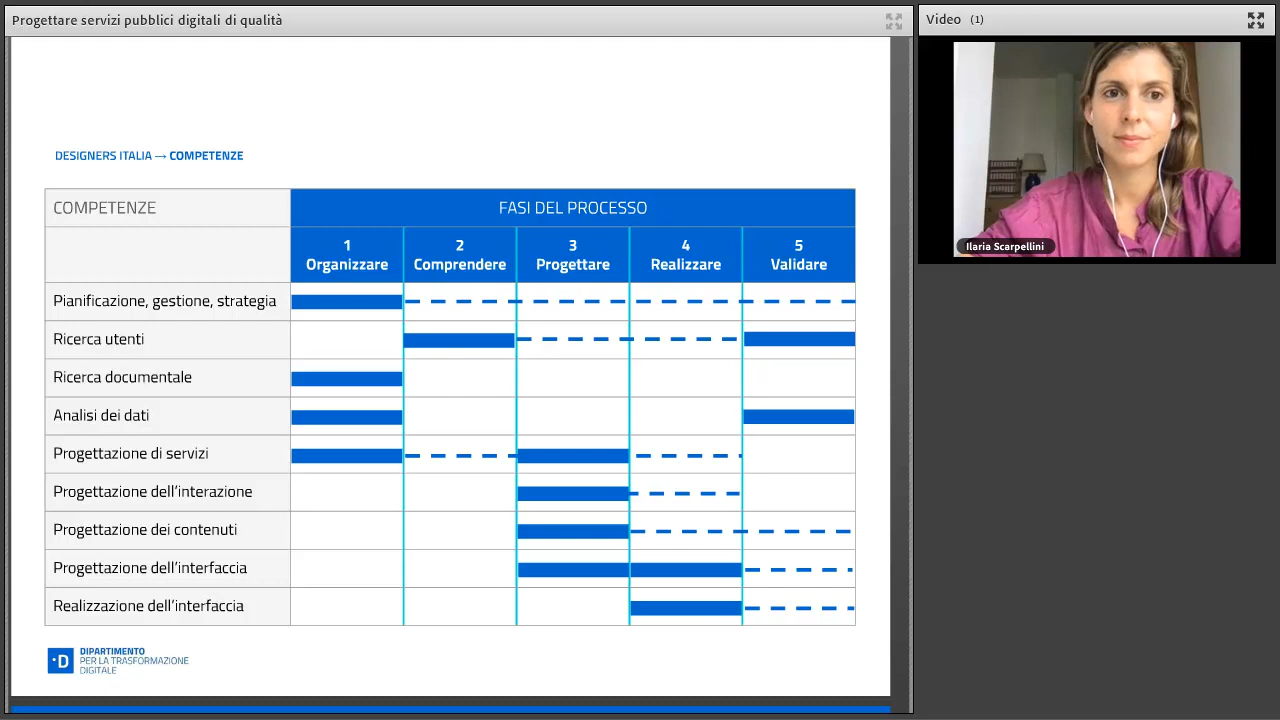 Progettare servizi pubblici digitali di qualità
Video (1)
Ilaria Scarpellini
DESIGNERS ITALIA → COMPETENZE
COMPETENZE
FASI DEL PROCESSO
1
Organizzare
2
Comprendere
3
Progettare
4
Realizzare
5
Validare
Pianificazione, gestione, strategia
Ricerca utenti
Ricerca documentale
Analisi dei dati
Progettazione di servizi
Progettazione dell'interazione
Progettazione dei contenuti
Progettazione dell'interfaccia
Realizzazione dell'interfaccia
·D
DIPARTIMENTO
PER LA TRASFORMAZIONE
DIGITALE